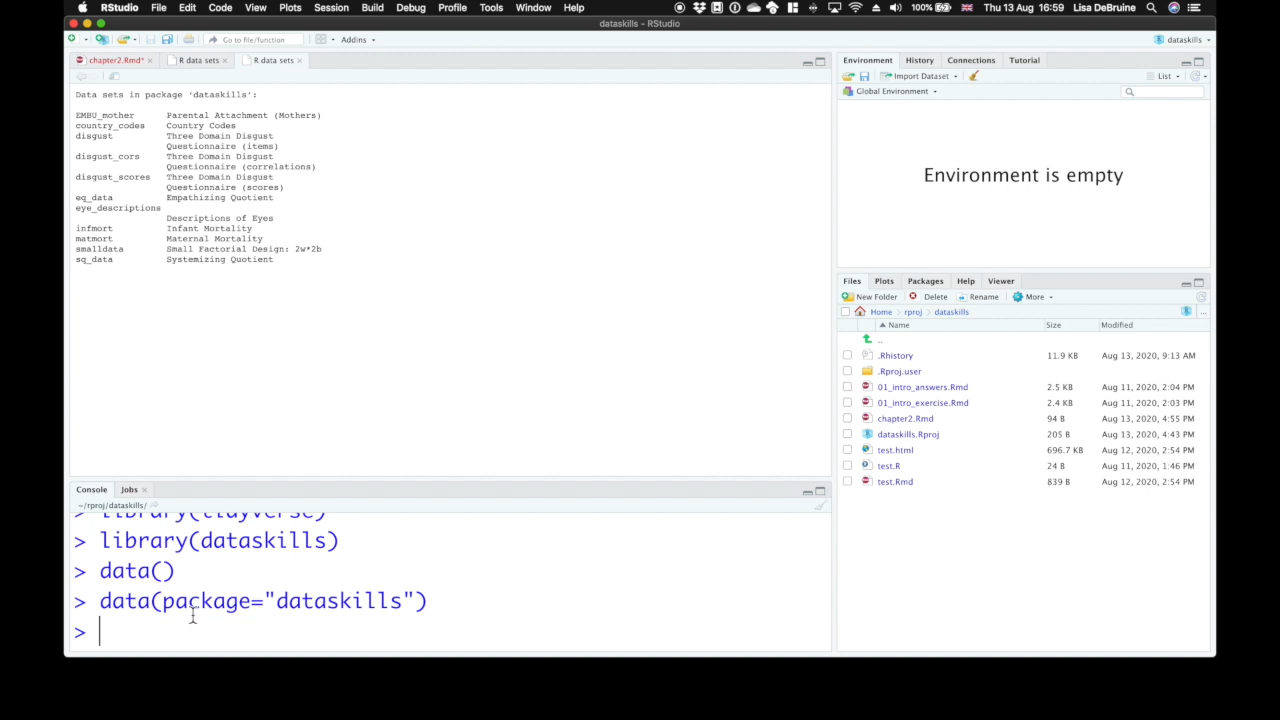 RStudio File Edit Code View Plots Session Build Debug Profile Tools Window Help 100% Thu 13 Aug 16:59 Lisa DeBruine
dataskills - RStudio
Go to file/function Addins dataskills
chapter2.Rmd* R data sets R data sets
Data sets in package ‘dataskills’:
EMBU_mother Parental Attachment (Mothers)
country_codes Country Codes
disgust Three Domain Disgust
Questionnaire (items)
disgust_cors Three Domain Disgust
Questionnaire (correlations)
disgust_scores Three Domain Disgust
Questionnaire (scores)
eq_data Empathizing Quotient
eye_descriptions
Descriptions of Eyes
infmort Infant Mortality
matmort Maternal Mortality
smalldata Small Factorial Design: 2w*2b
sq_data Systemizing Quotient
Console Jobs
~/rproj/dataskills/
> library(tidyverse)
> library(dataskills)
> data()
> data(package="dataskills")
>
Environment History Connections Tutorial
Import Dataset List
Global Environment
Environment is empty
Files Plots Packages Help Viewer
New Folder Delete Rename More
Home rproj dataskills ...
Name Size Modified
..
.Rhistory 11.9 KB Aug 13, 2020, 9:13 AM
.Rproj.user
01_intro_answers.Rmd 2.5 KB Aug 11, 2020, 2:04 PM
01_intro_exercise.Rmd 2.4 KB Aug 11, 2020, 2:03 PM
chapter2.Rmd 94 B Aug 13, 2020, 4:55 PM
dataskills.Rproj 205 B Aug 13, 2020, 4:43 PM
test.html 696.7 KB Aug 12, 2020, 2:54 PM
test.R 24 B Aug 11, 2020, 1:46 PM
test.Rmd 839 B Aug 12, 2020, 2:54 PM